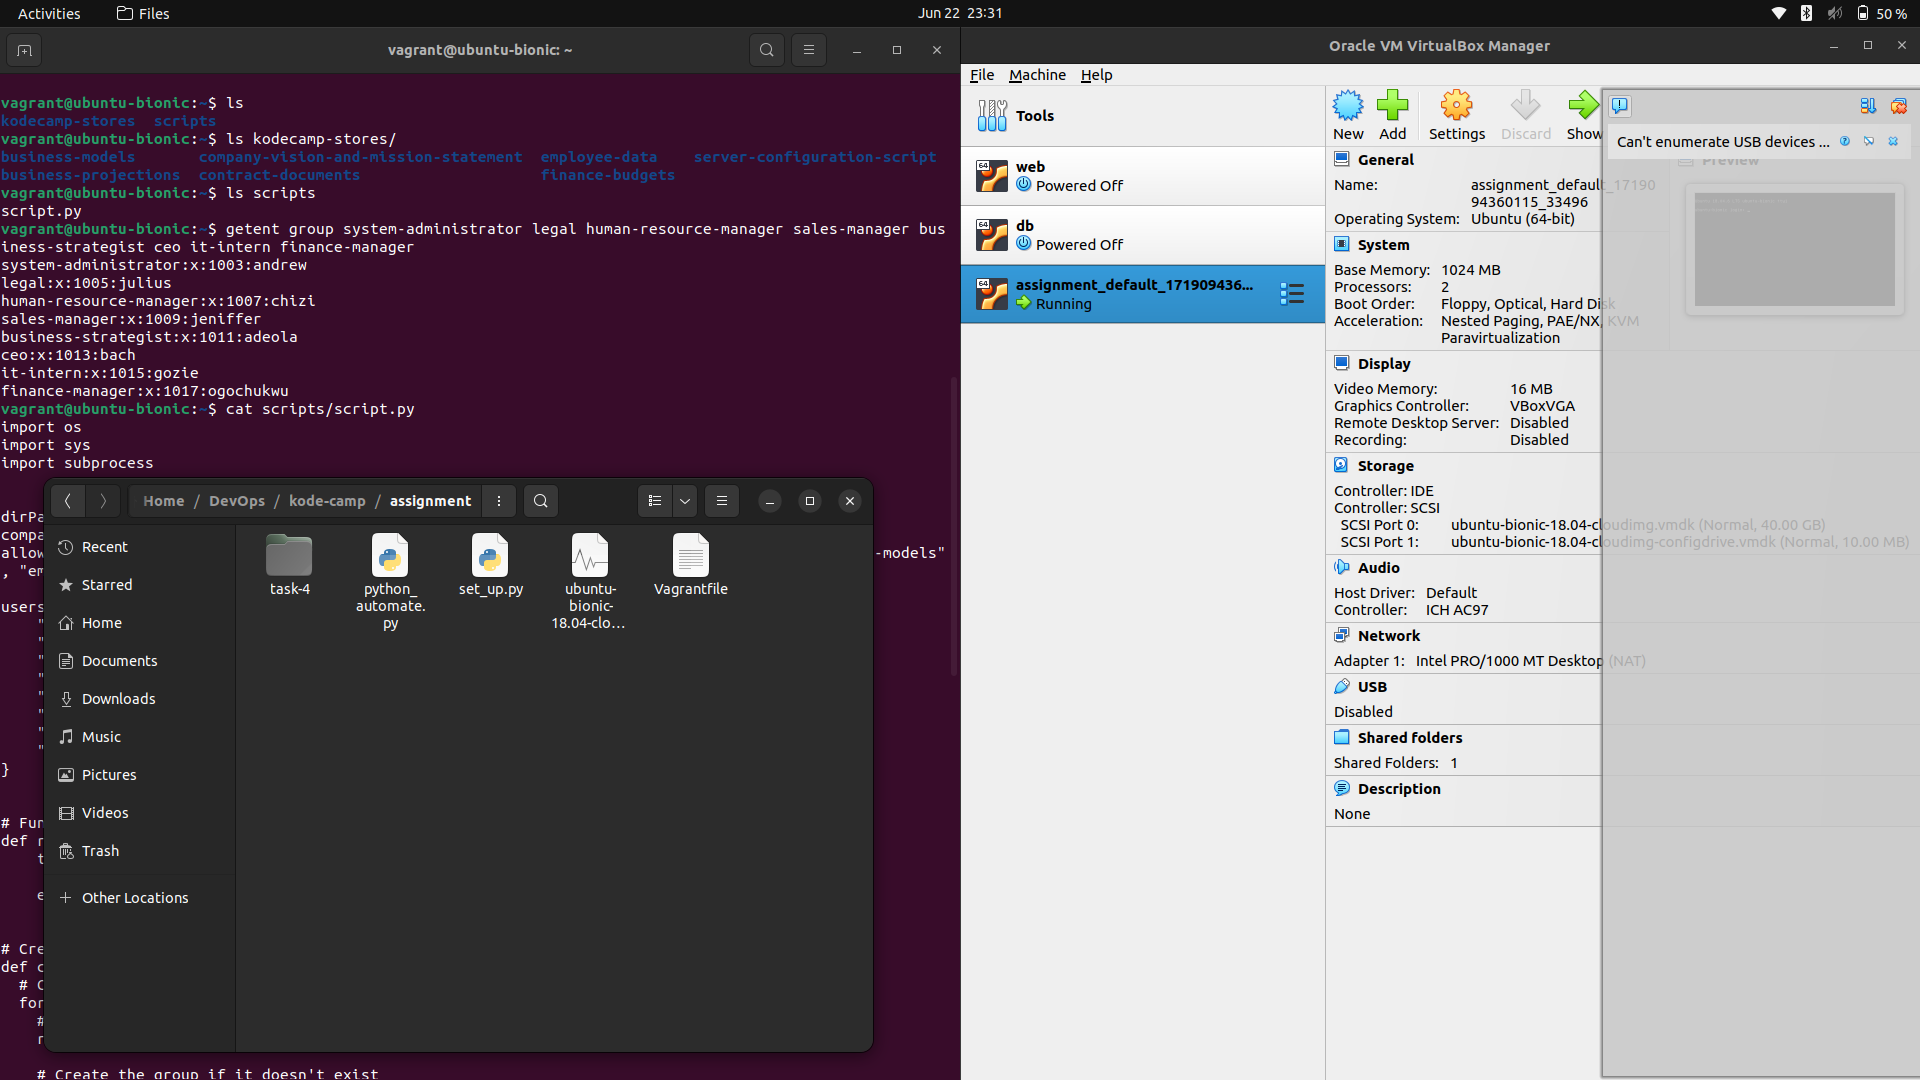 Activities
Files
Jun 22 23:31
50 %
vagrant@ubuntu-bionic: ~
vagrant@ubuntu-bionic:~$ ls
kodecamp-stores scripts
vagrant@ubuntu-bionic:~$ ls kodecamp-stores/
business-models company-vision-and-mission-statement employee-data server-configuration-script
business-projections contract-documents finance-budgets
vagrant@ubuntu-bionic:~$ ls scripts
script.py
vagrant@ubuntu-bionic:~$ getent group system-administrator legal human-resource-manager sales-manager bus
iness-strategist ceo it-intern finance-manager
system-administrator:x:1003:andrew
legal:x:1005:julius
human-resource-manager:x:1007:chizi
sales-manager:x:1009:jeniffer
business-strategist:x:1011:adeola
ceo:x:1013:bach
it-intern:x:1015:gozie
finance-manager:x:1017:ogochukwu
vagrant@ubuntu-bionic:~$ cat scripts/script.py
import os
import sys
import subprocess
dirPa
compa
allow -models"
, "em
users
"
"
"
"
"
"
"
"
}
# Fun
def r
t
e
# Cre
def c
# C
for
#
r
# Create the group if it doesn't exist
Home / DevOps / kode-camp / assignment
Recent
Starred
Home
Documents
Downloads
Music
Pictures
Videos
Trash
+ Other Locations
task-4
python_
automate.
py
set_up.py
ubuntu-
bionic-
18.04-clo...
Vagrantfile
Oracle VM VirtualBox Manager
File Machine Help
Tools
web
Powered Off
db
Powered Off
assignment_default_171909436...
Running
New
Add
Settings
Discard
Show
Can't enumerate USB devices ...
Preview
General
Name: assignment_default_17190
94360115_33496
Operating System: Ubuntu (64-bit)
System
Base Memory: 1024 MB
Processors: 2
Boot Order: Floppy, Optical, Hard Disk
Acceleration: Nested Paging, PAE/NX, KVM
Paravirtualization
Display
Video Memory: 16 MB
Graphics Controller: VBoxVGA
Remote Desktop Server: Disabled
Recording: Disabled
Storage
Controller: IDE
Controller: SCSI
SCSI Port 0: ubuntu-bionic-18.04-cloudimg.vmdk (Normal, 40.00 GB)
SCSI Port 1: ubuntu-bionic-18.04-cloudimg-configdrive.vmdk (Normal, 10.00 MB)
Audio
Host Driver: Default
Controller: ICH AC97
Network
Adapter 1: Intel PRO/1000 MT Desktop (NAT)
USB
Disabled
Shared folders
Shared Folders: 1
Description
None